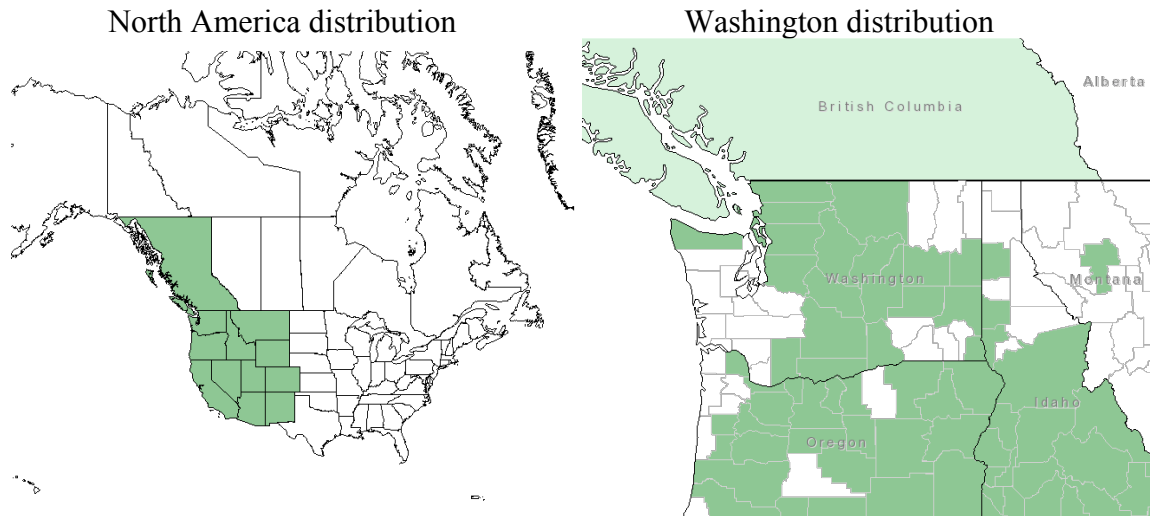 North America distribution
Washington distribution
Alberta
British Columbia
Washington
Montana
Idaho
Oregon